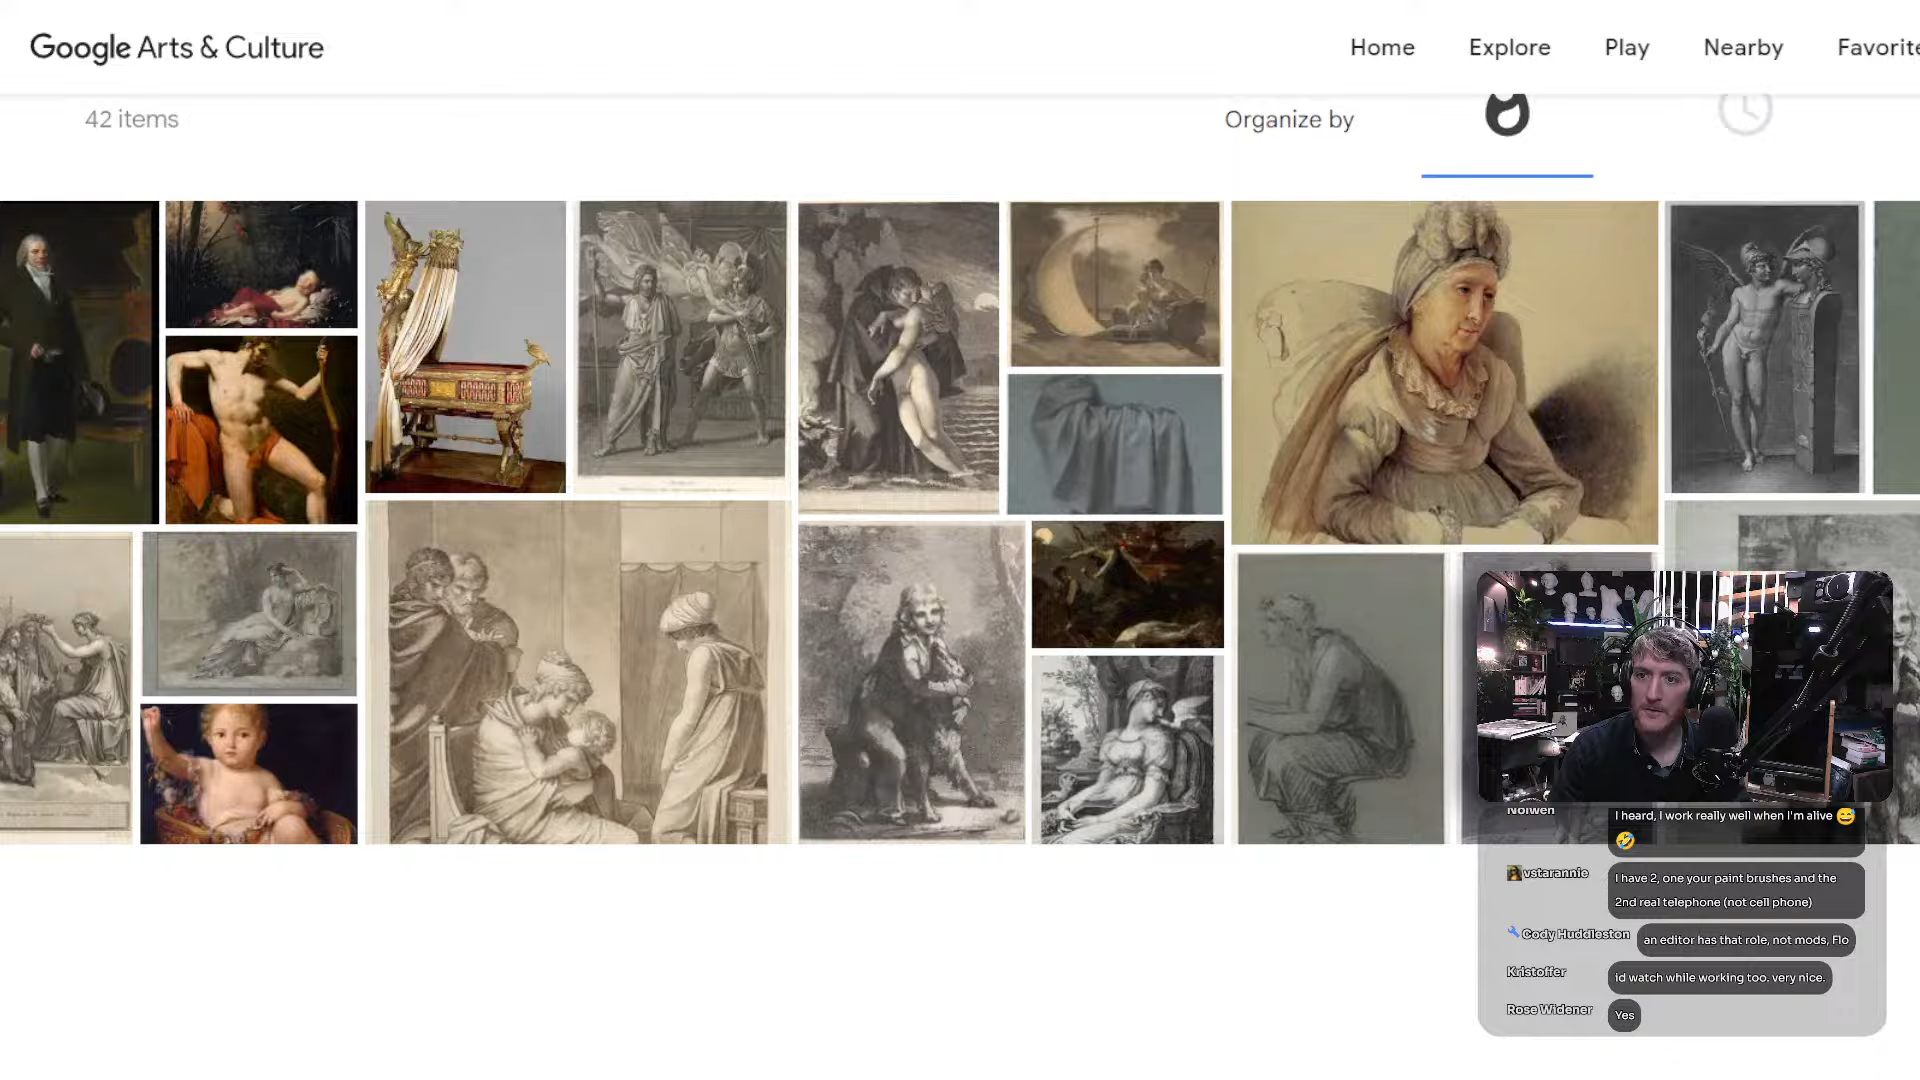 Google Arts & Culture
Home
Explore
Play
Nearby
Favorite
42 items
Organize by
Nolwen
I heard, I work really well when I'm alive 😅
🤣
vstarannie
I have 2, one your paint brushes and the
2nd real telephone (not cell phone)
Cody Huddleston
an editor has that role, not mods, Flo
Kristoffer
id watch while working too. very nice.
Rose Widener
Yes